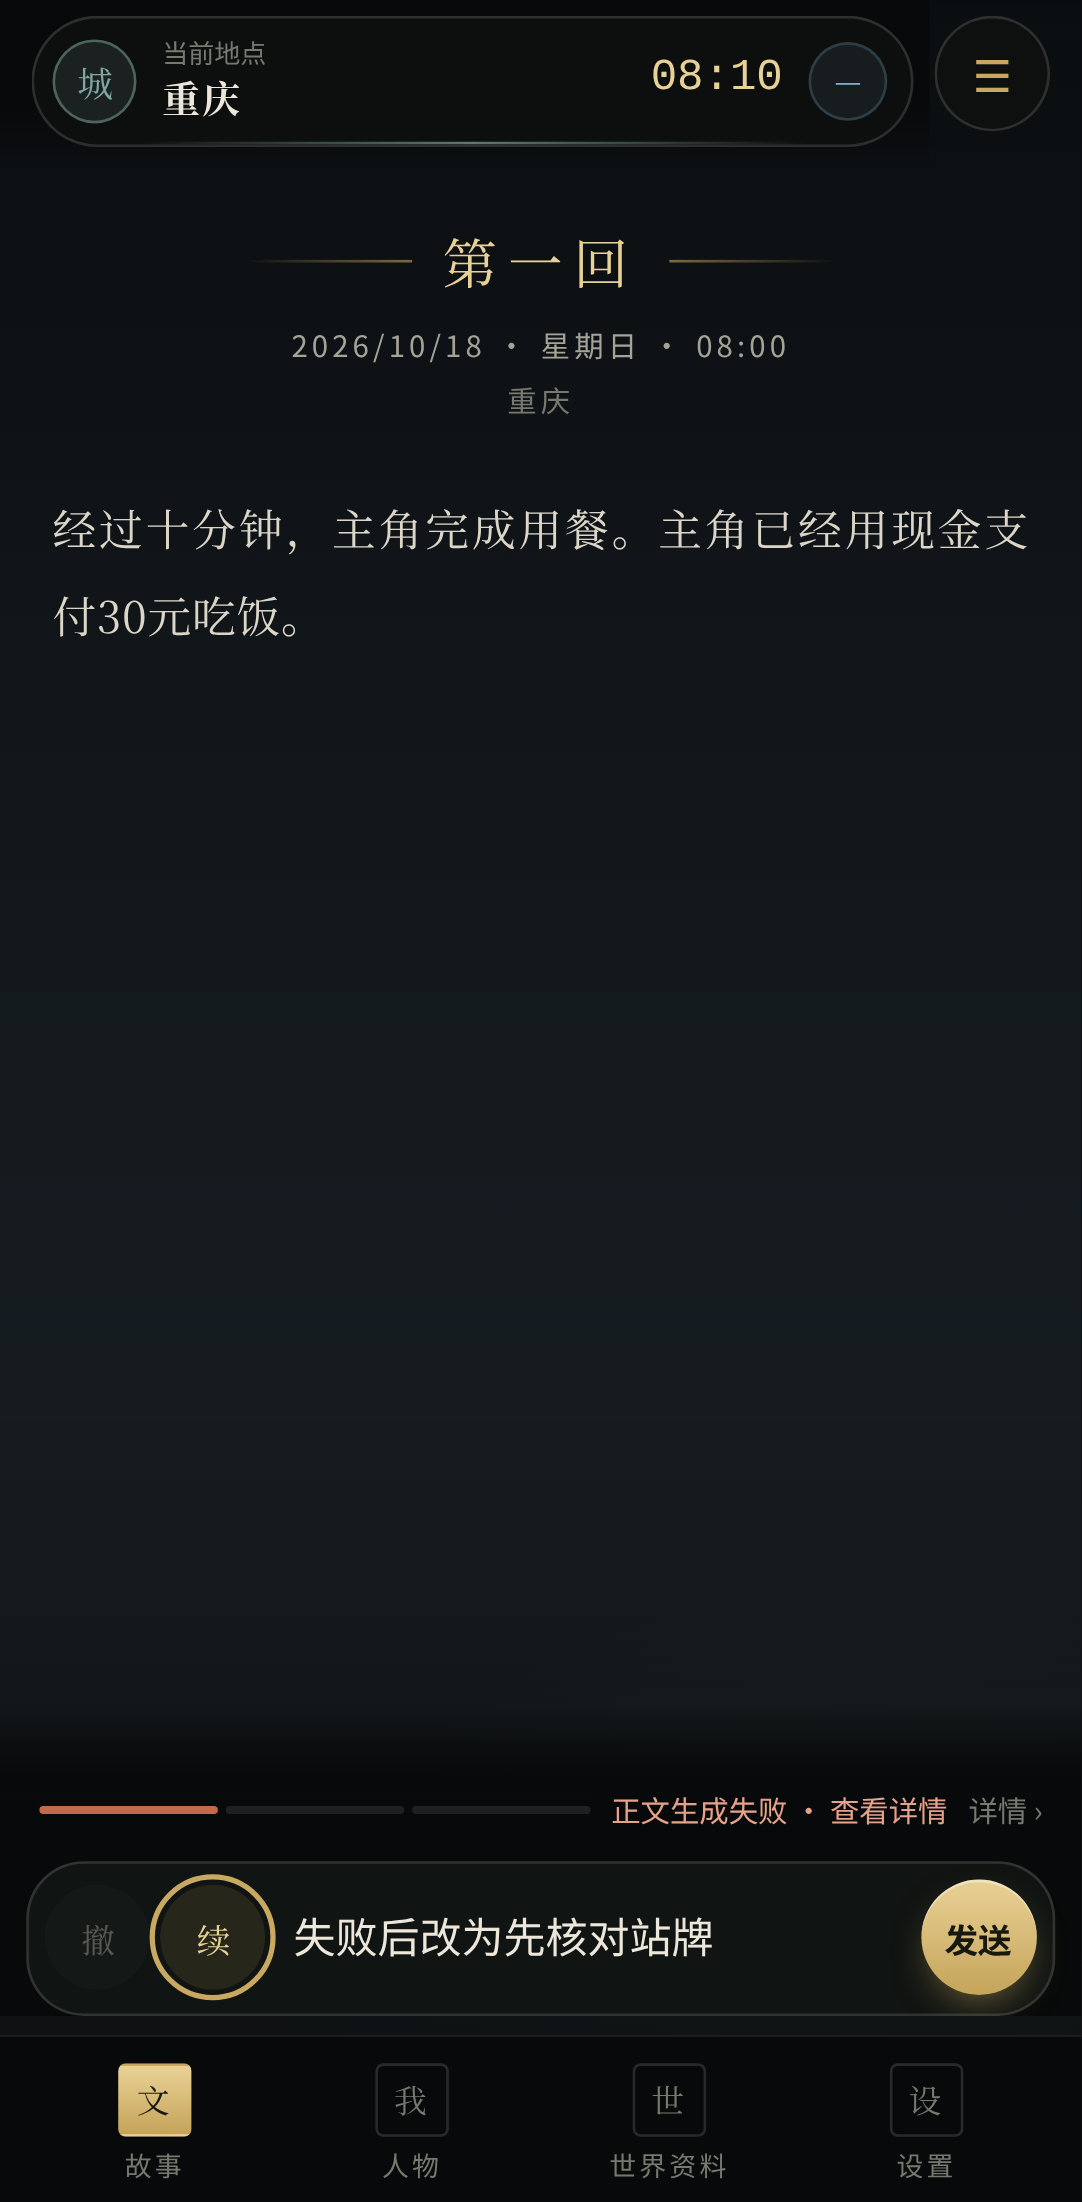 城
当前地点
重庆
08:10
—
第一回
2026/10/18 · 星期日 · 08:00
重庆
经过十分钟，主角完成用餐。主角已经用现金支
付30元吃饭。
正文生成失败 · 查看详情 详情 ›
撤 续 失败后改为先核对站牌 发送
文 我 世 设
故事 人物 世界资料 设置